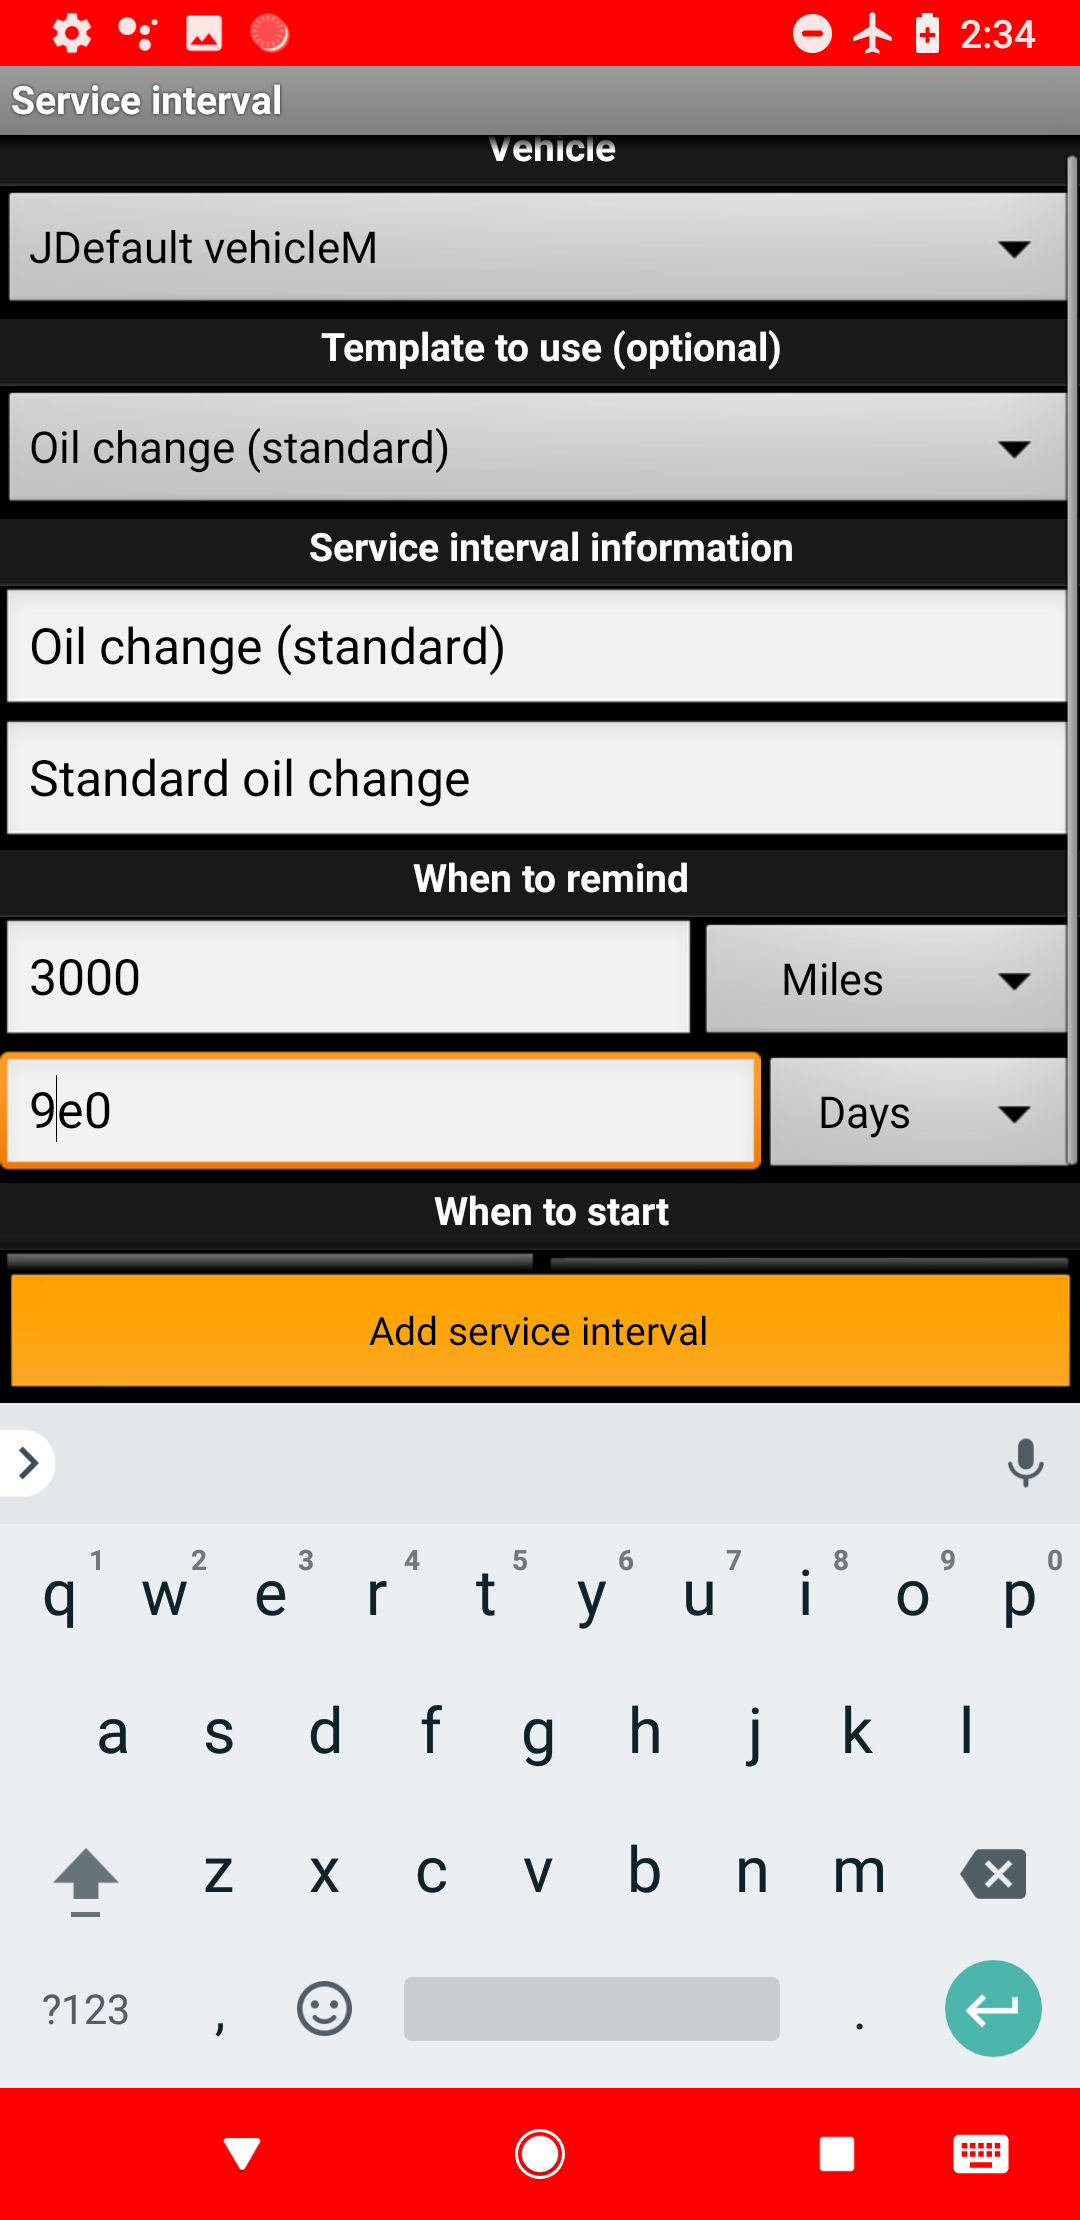 2:34
Service interval
Vehicle
JDefault vehicleM
Template to use (optional)
Oil change (standard)
Service interval information
Oil change (standard)
Standard oil change
When to remind
3000
Miles
9e0
Days
When to start
Add service interval
1 2 3 4 5 6 7 8 9 0
q w e r t y u i o p
a s d f g h j k l
z x c v b n m
?123 , .